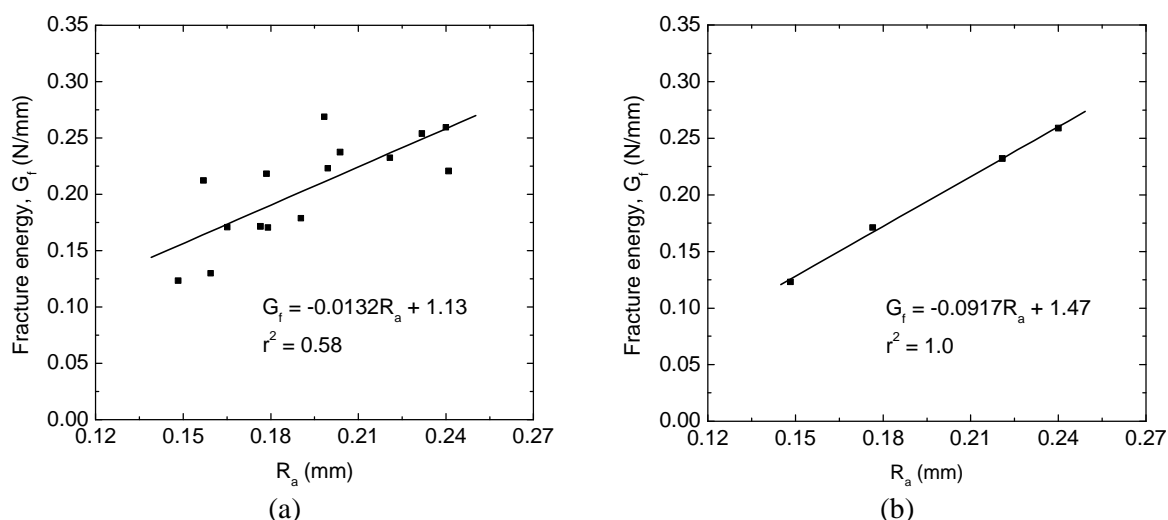 0.35
0.30
0.25
0.20
0.15
0.10
0.05
0.00
Fracture energy, G_f (N/mm)
G_f = -0.0132R_a + 1.13
r² = 0.58
0.12 0.15 0.18 0.21 0.24 0.27
R_a (mm)
(a)
0.35
0.30
0.25
0.20
0.15
0.10
0.05
0.00
Fracture energy, G_f (N/mm)
G_f = -0.0917R_a + 1.47
r² = 1.0
0.12 0.15 0.18 0.21 0.24 0.27
R_a (mm)
(b)